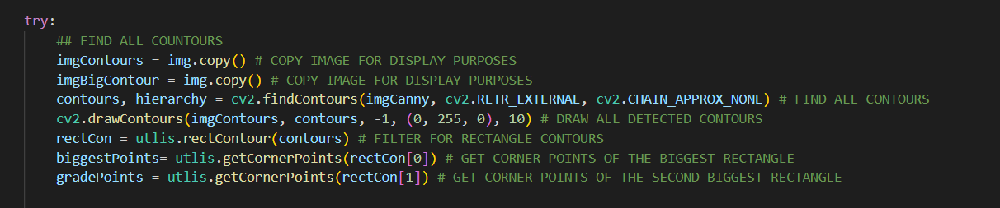 try:
## FIND ALL COUNTOURS
imgContours = img.copy() # COPY IMAGE FOR DISPLAY PURPOSES
imgBigContour = img.copy() # COPY IMAGE FOR DISPLAY PURPOSES
contours, hierarchy = cv2.findContours(imgCanny, cv2.RETR_EXTERNAL, cv2.CHAIN_APPROX_NONE) # FIND ALL CONTOURS
cv2.drawContours(imgContours, contours, -1, (0, 255, 0), 10) # DRAW ALL DETECTED CONTOURS
rectCon = utlis.rectContour(contours) # FILTER FOR RECTANGLE CONTOURS
biggestPoints= utlis.getCornerPoints(rectCon[0]) # GET CORNER POINTS OF THE BIGGEST RECTANGLE
gradePoints = utlis.getCornerPoints(rectCon[1]) # GET CORNER POINTS OF THE SECOND BIGGEST RECTANGLE